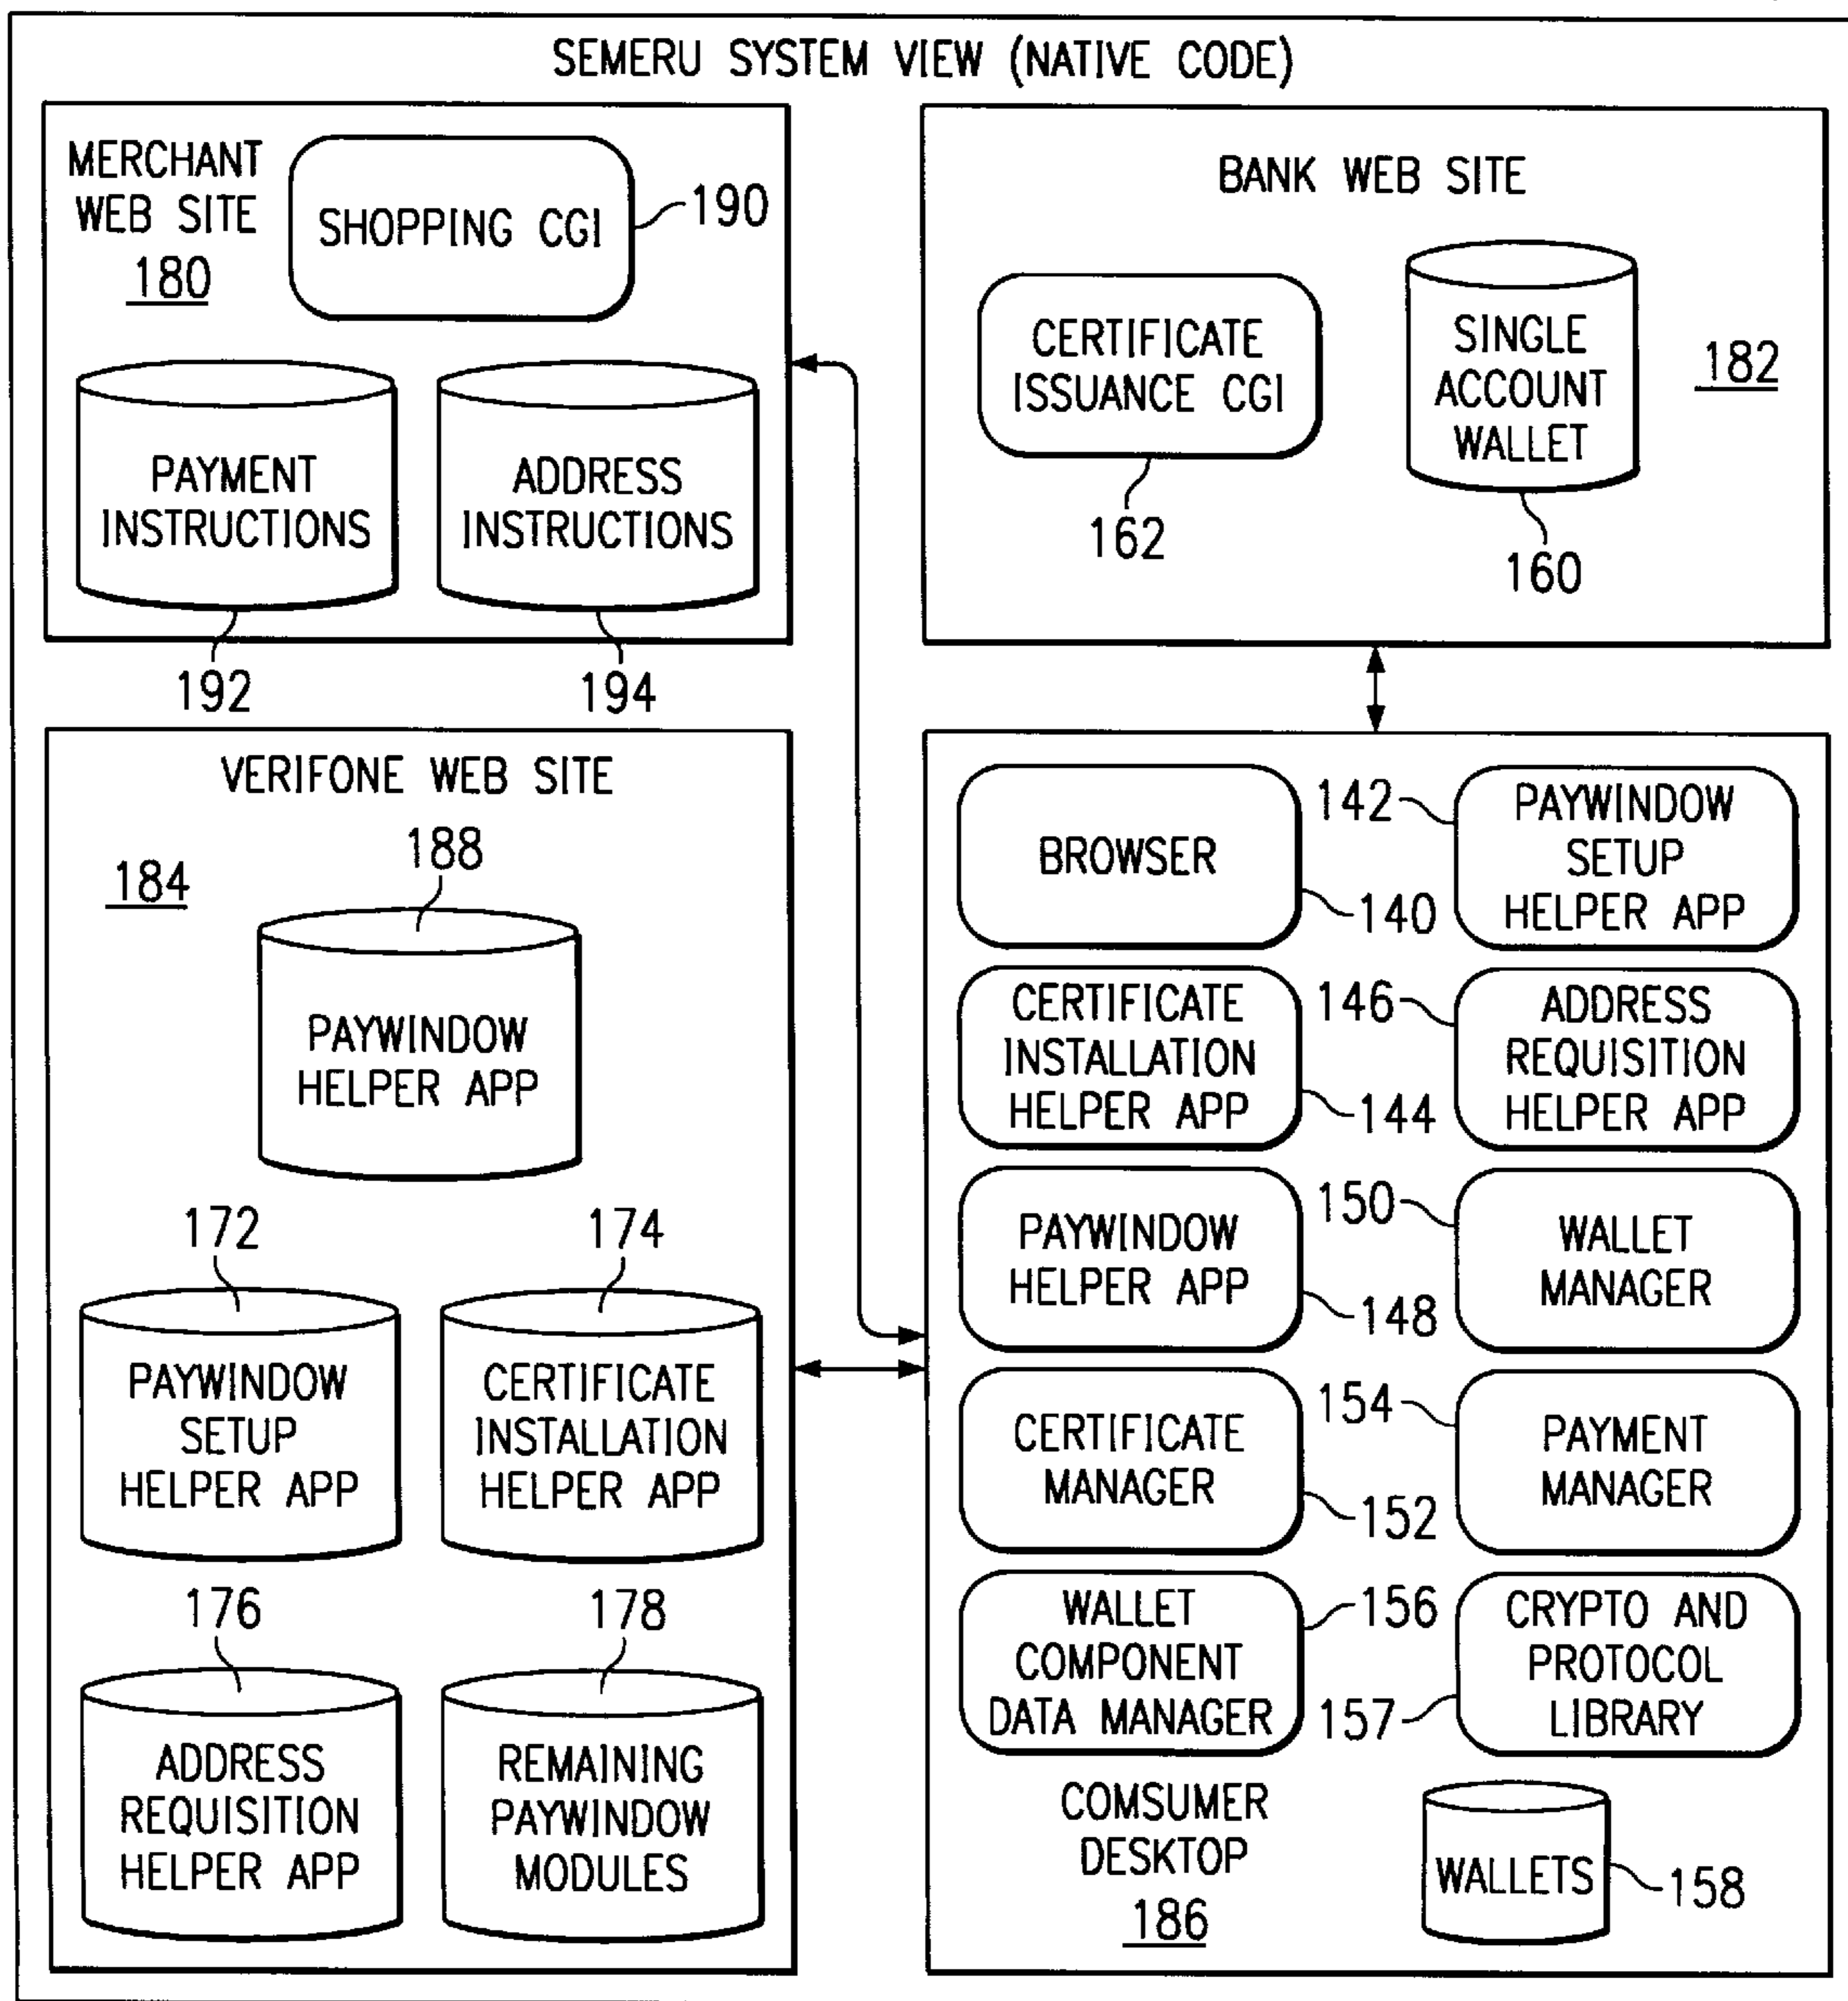 SEMERU SYSTEM VIEW (NATIVE CODE)
MERCHANT
WEB SITE
180
SHOPPING CGI
190
PAYMENT
INSTRUCTIONS
192
ADDRESS
INSTRUCTIONS
194
BANK WEB SITE
CERTIFICATE
ISSUANCE CGI
162
SINGLE
ACCOUNT
WALLET
160
182
VERIFONE WEB SITE
184
188
PAYWINDOW
HELPER APP
172
PAYWINDOW
SETUP
HELPER APP
174
CERTIFICATE
INSTALLATION
HELPER APP
176
ADDRESS
REQUISITION
HELPER APP
178
REMAINING
PAYWINDOW
MODULES
BROWSER
140
142
PAYWINDOW
SETUP
HELPER APP
CERTIFICATE
INSTALLATION
HELPER APP
144
146
ADDRESS
REQUISITION
HELPER APP
PAYWINDOW
HELPER APP
148
150
WALLET
MANAGER
CERTIFICATE
MANAGER
152
154
PAYMENT
MANAGER
WALLET
COMPONENT
DATA MANAGER
156
157
CRYPTO AND
PROTOCOL
LIBRARY
COMSUMER
DESKTOP
186
WALLETS
158